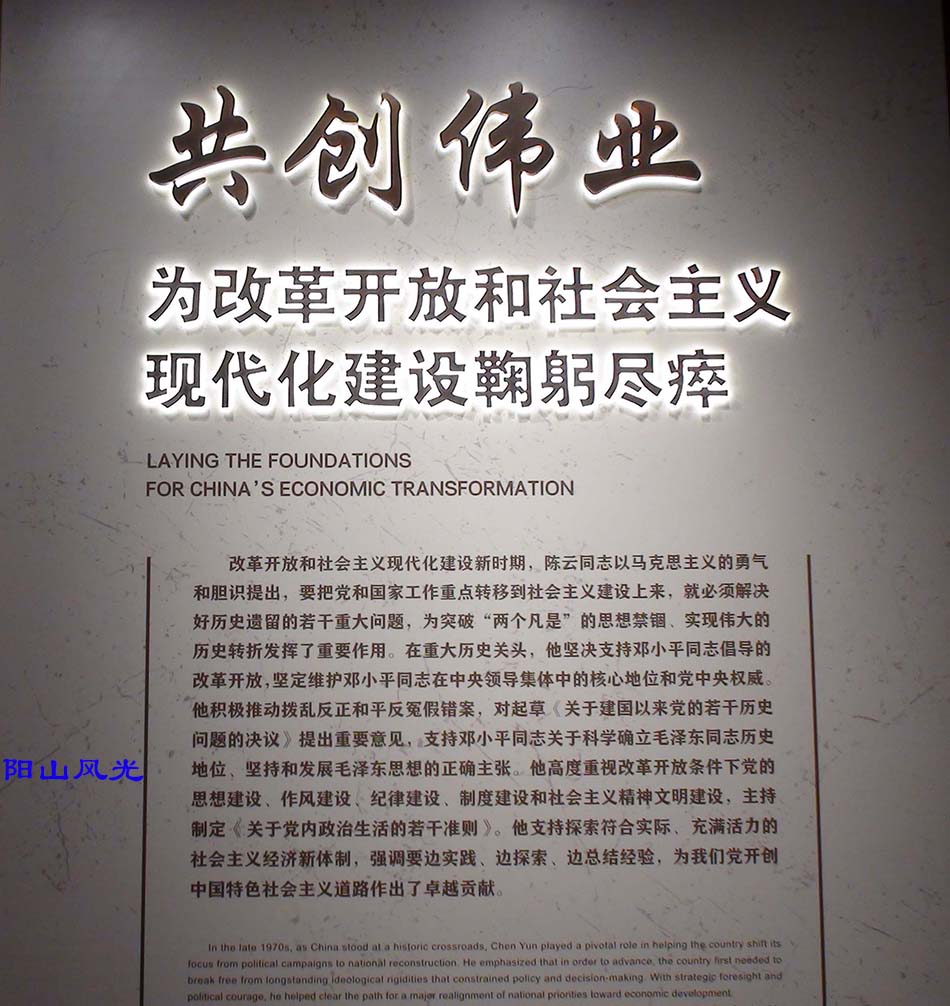 共创伟业
为改革开放和社会主义
现代化建设鞠躬尽瘁
LAYING THE FOUNDATIONS
FOR CHINA'S ECONOMIC TRANSFORMATION
改革开放和社会主义现代化建设新时期，陈云同志以马克思主义的勇气
和胆识提出，要把党和国家工作重点转移到社会主义建设上来，就必须解决
好历史遗留的若干重大问题，为突破“两个凡是”的思想禁锢、实现伟大的
历史转折发挥了重要作用。在重大历史关头，他坚决支持邓小平同志倡导的
改革开放，坚定维护邓小平同志在中央领导集体中的核心地位和党中央权威。
他积极推动拨乱反正和平反冤假错案，对起草《关于建国以来党的若干历史
问题的决议》提出重要意见，支持邓小平同志关于科学确立毛泽东同志历史
地位、坚持和发展毛泽东思想的正确主张。他高度重视改革开放条件下党的
思想建设、作风建设、纪律建设、制度建设和社会主义精神文明建设，主持
制定《关于党内政治生活的若干准则》。他支持探索符合实际、充满活力的
社会主义经济新体制，强调要边实践、边探索、边总结经验，为我们党开创
中国特色社会主义道路作出了卓越贡献。
阳山风光
In the late 1970s, as China stood at a historic crossroads, Chen Yun played a pivotal role in helping the country shift its
focus from political campaigns to national reconstruction. He emphasized that in order to advance, the country first needed to
break free from longstanding ideological rigidities that constrained policy and decision-making. With strategic foresight and
political courage, he helped clear the path for a major realignment of national priorities toward economic development.